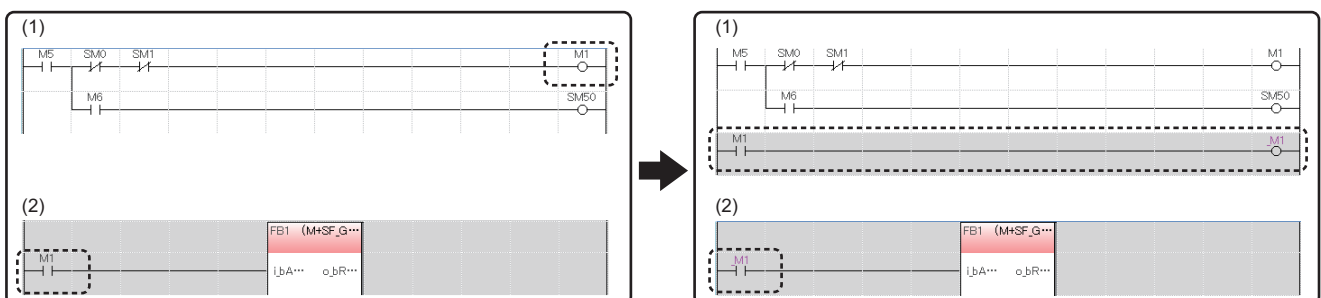 (1)
M5 SM0 SM1 M1
M6 SM50
(2)
FB1 (M+SF_G…
M1
i_bA… o_bR…
(1)
M5 SM0 SM1 M1
M6 SM50
M1 _M1
(2)
FB1 (M+SF_G…
_M1
i_bA… o_bR…